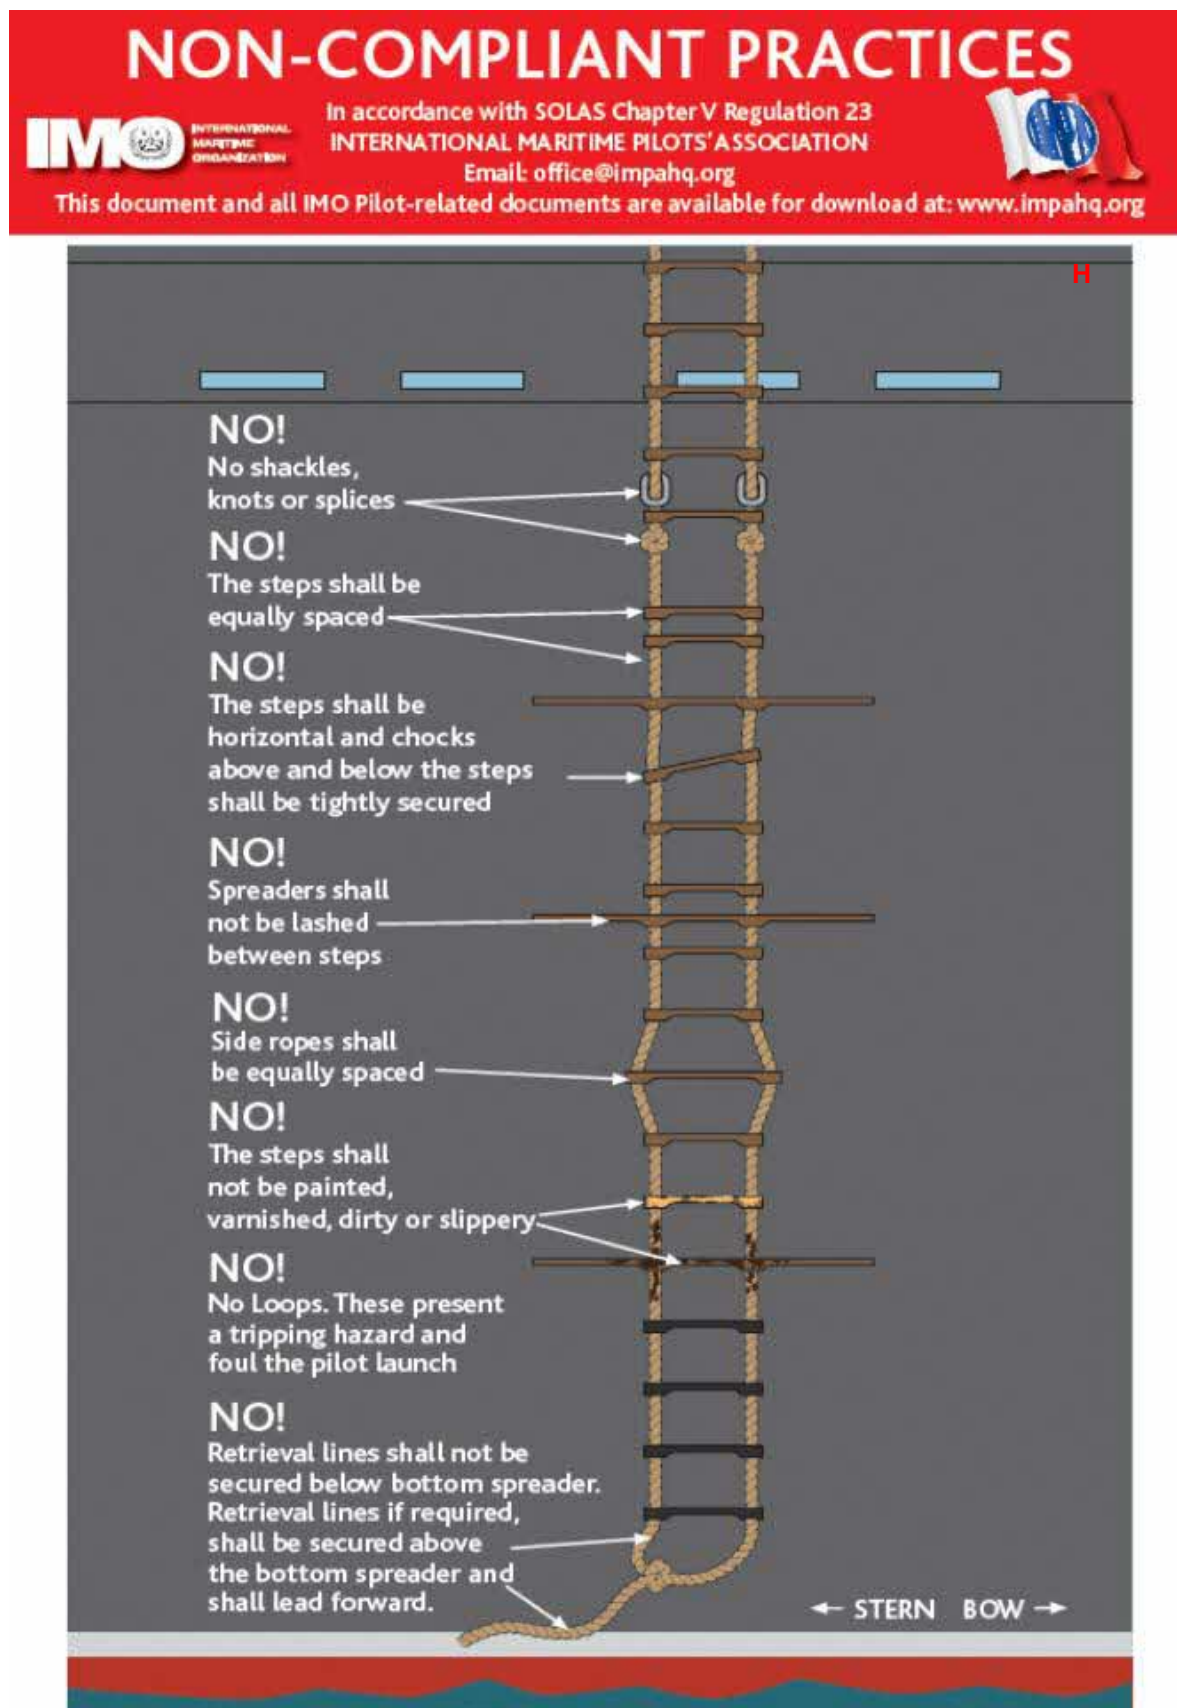 NON-COMPLIANT PRACTICES
In accordance with SOLAS Chapter V Regulation 23
IMO INTERNATIONAL
MARITIME
ORGANIZATION
INTERNATIONAL MARITIME PILOTS' ASSOCIATION
Email: office@impahq.org
This document and all IMO Pilot-related documents are available for download at: www.impahq.org
H
NO!
No shackles,
knots or splices
NO!
The steps shall be
equally spaced
NO!
The steps shall be
horizontal and chocks
above and below the steps
shall be tightly secured
NO!
Spreaders shall
not be lashed
between steps
NO!
Side ropes shall
be equally spaced
NO!
The steps shall
not be painted,
varnished, dirty or slippery
NO!
No Loops. These present
a tripping hazard and
foul the pilot launch
NO!
Retrieval lines shall not be
secured below bottom spreader.
Retrieval lines if required,
shall be secured above
the bottom spreader and
shall lead forward.
STERN BOW